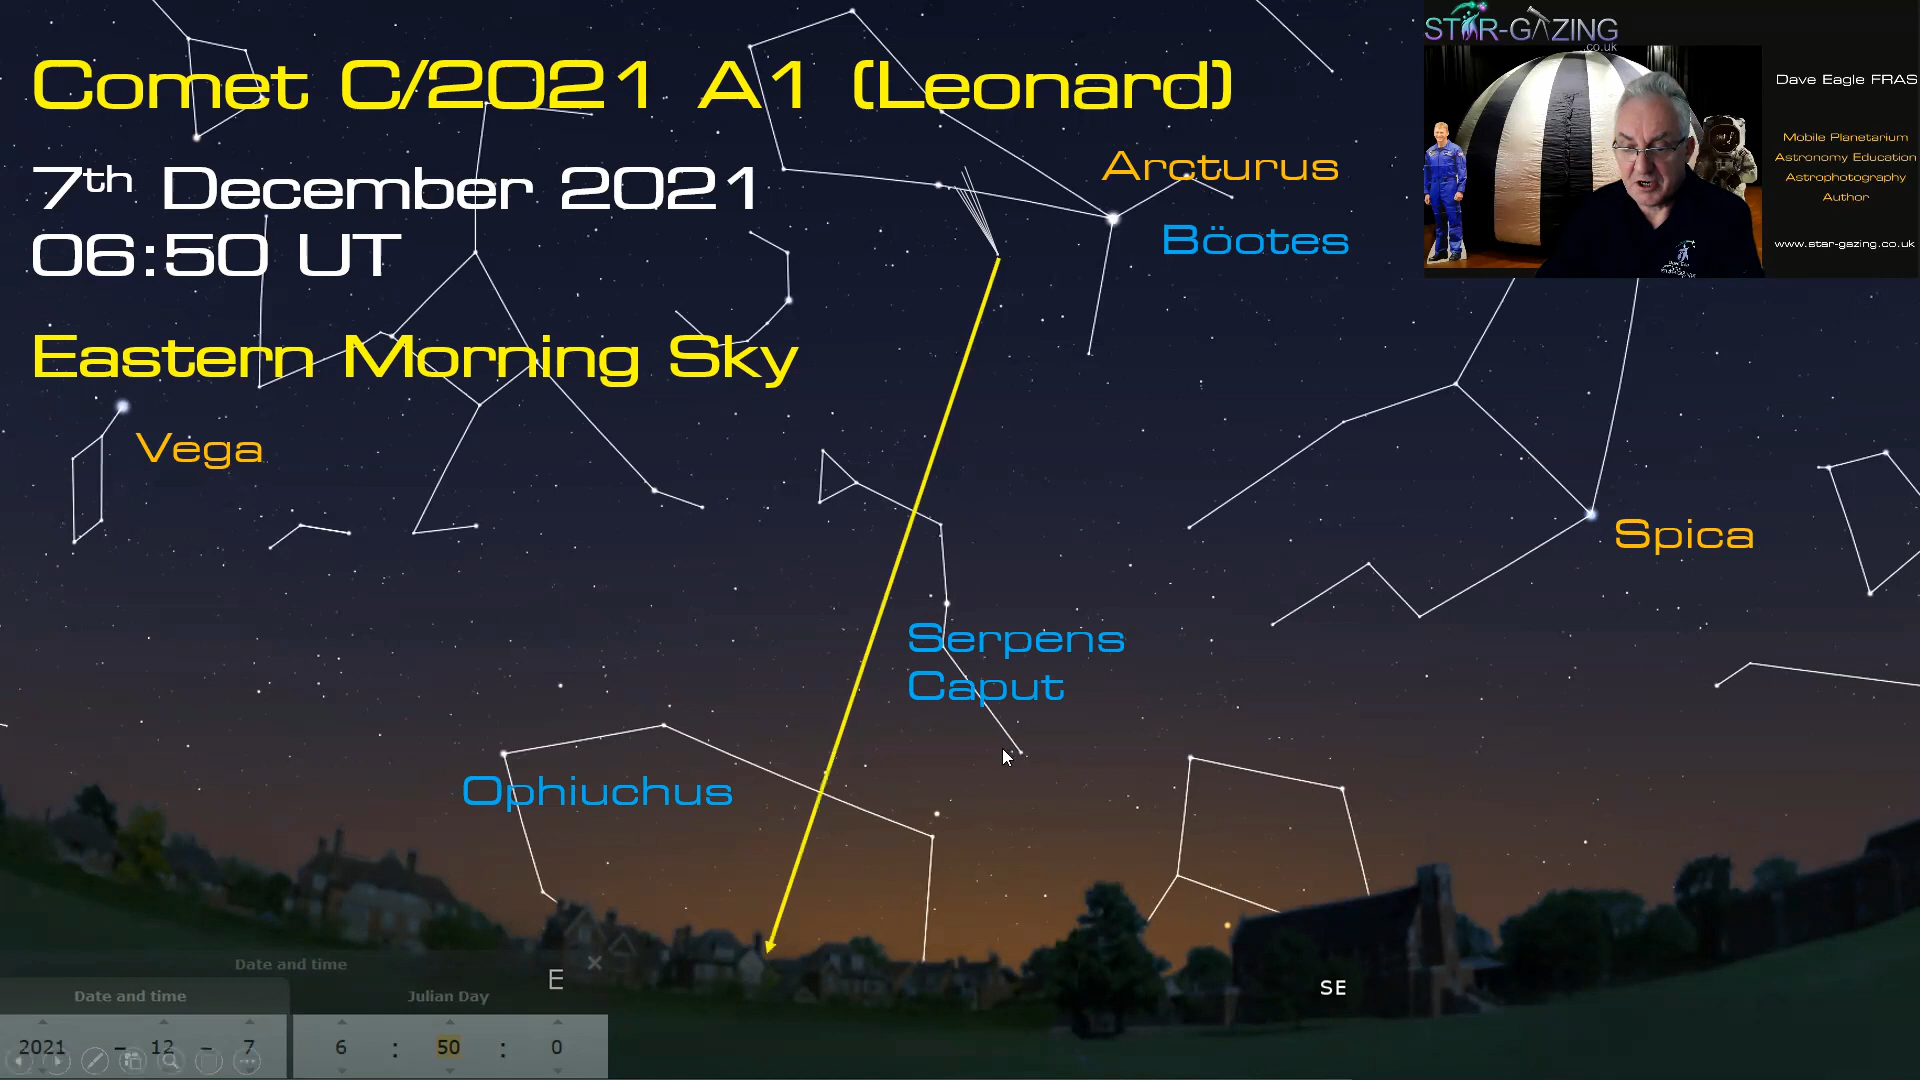 Comet C/2021 A1 (Leonard)
7th December 2021
06:50 UT
Eastern Morning Sky
Arcturus
Böotes
Vega
Spica
Serpens
Caput
Ophiuchus
E
SE
STAR-GAZING
.co.uk
Dave Eagle FRAS
Mobile Planetarium
Astronomy Education
Astrophotography
Author
www.star-gazing.co.uk
Date and time
Date and time
Julian Day
2021 - 12 - 7
6 : 50 : 0